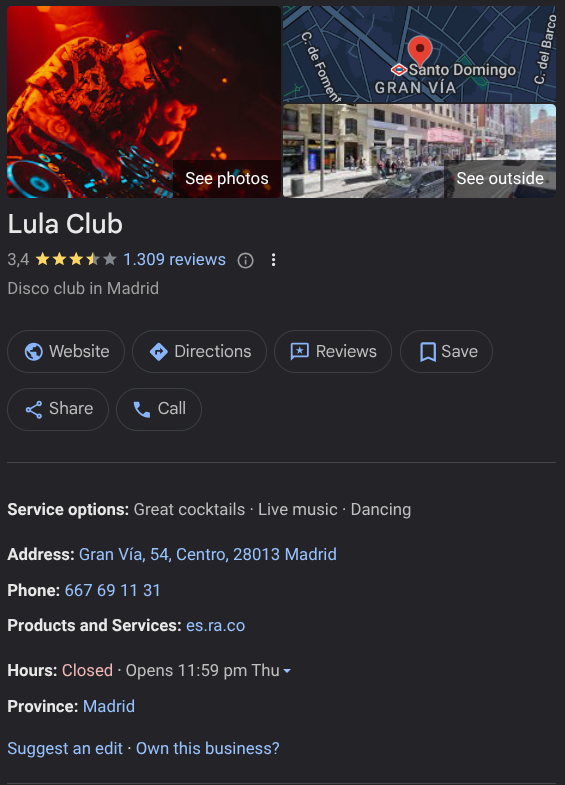 C. de Foment
C. del Barco
Santo Domingo
GRAN VÍA
See photos
See outside
Lula Club
3,4 1.309 reviews
Disco club in Madrid
Website
Directions
Reviews
Save
Share
Call
Service options: Great cocktails · Live music · Dancing
Address: Gran Vía, 54, Centro, 28013 Madrid
Phone: 667 69 11 31
Products and Services: es.ra.co
Hours: Closed · Opens 11:59 pm Thu
Province: Madrid
Suggest an edit · Own this business?